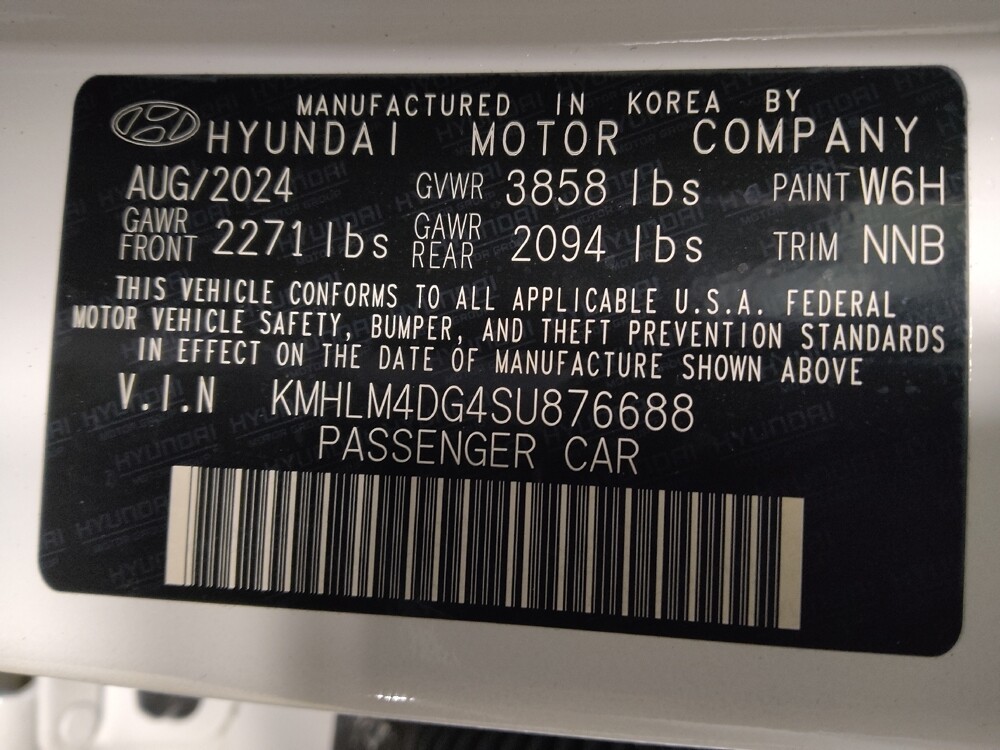 MANUFACTURED IN KOREA BY
HYUNDAI MOTOR COMPANY
AUG/2024 GVWR 3858 lbs PAINT W6H
GAWR FRONT 2271 lbs GAWR REAR 2094 lbs TRIM NNB
THIS VEHICLE CONFORMS TO ALL APPLICABLE U.S.A. FEDERAL
MOTOR VEHICLE SAFETY, BUMPER, AND THEFT PREVENTION STANDARDS
IN EFFECT ON THE DATE OF MANUFACTURE SHOWN ABOVE
V.I.N KMHLM4DG4SU876688
PASSENGER CAR